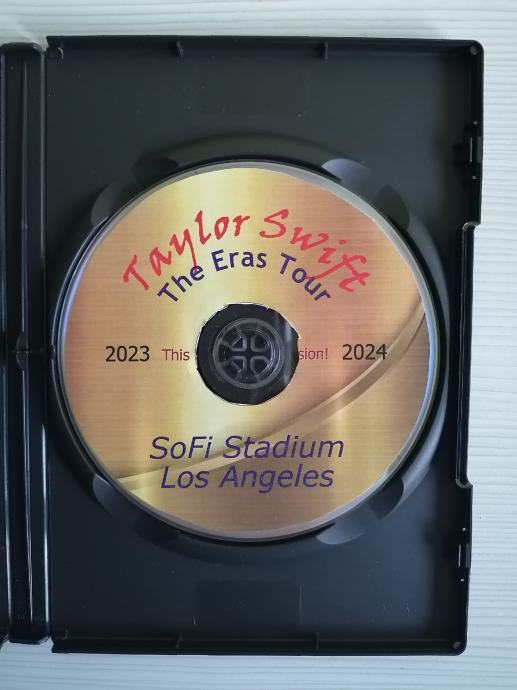 Taylor Swift
The Eras Tour
2023 This sion! 2024
SoFi Stadium
Los Angeles